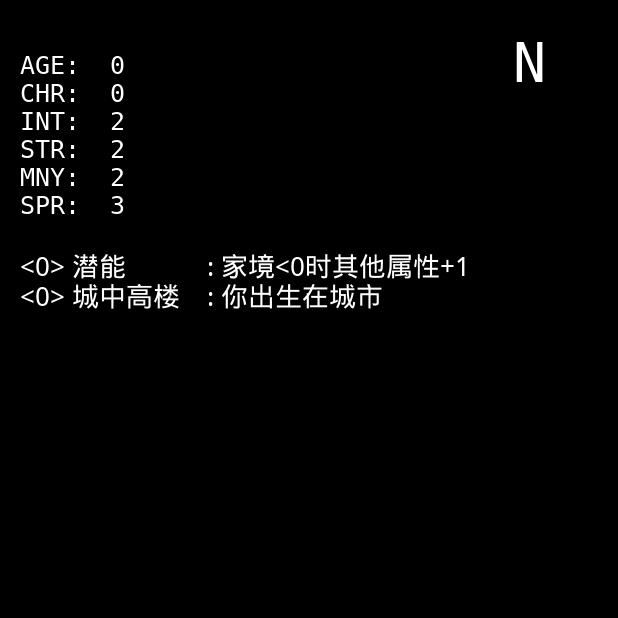 N
AGE: 0
CHR: 0
INT: 2
STR: 2
MNY: 2
SPR: 3
<0> 潜能 : 家境<0时其他属性+1
<0> 城中高楼 : 你出生在城市